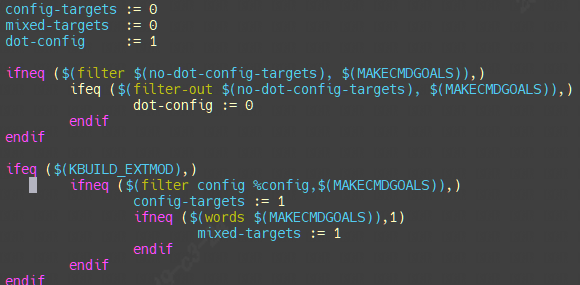 config-targets := 0
mixed-targets  := 0
dot-config     := 1
ifneq ($(filter $(no-dot-config-targets), $(MAKECMDGOALS)),)
        ifeq ($(filter-out $(no-dot-config-targets), $(MAKECMDGOALS)),)
                dot-config := 0
        endif
endif
ifeq ($(KBUILD_EXTMOD),)
        ifneq ($(filter config %config,$(MAKECMDGOALS)),)
                config-targets := 1
                ifneq ($(words $(MAKECMDGOALS)),1)
                        mixed-targets := 1
                endif
        endif
endif